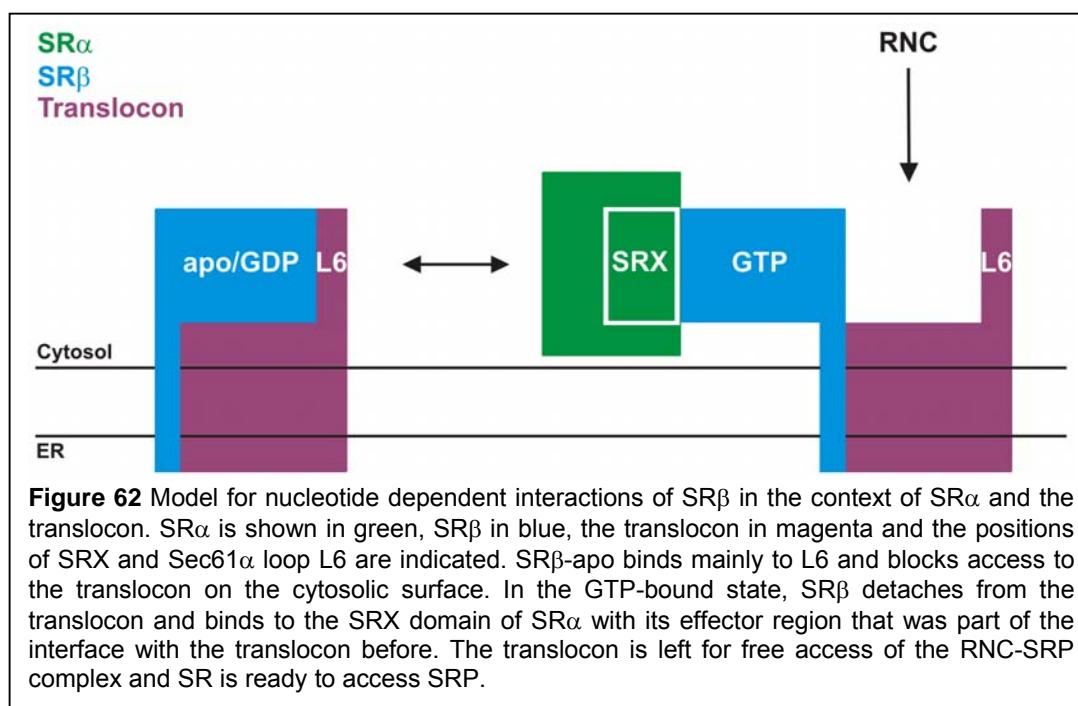 SRα
SRβ
Translocon
RNC
apo/GDP L6
SRX GTP L6
Cytosol
ER
Figure 62 Model for nucleotide dependent interactions of SRβ in the context of SRα and the
translocon. SRα is shown in green, SRβ in blue, the translocon in magenta and the positions
of SRX and Sec61α loop L6 are indicated. SRβ-apo binds mainly to L6 and blocks access to
the translocon on the cytosolic surface. In the GTP-bound state, SRβ detaches from the
translocon and binds to the SRX domain of SRα with its effector region that was part of the
interface with the translocon before. The translocon is left for free access of the RNC-SRP
complex and SR is ready to access SRP.